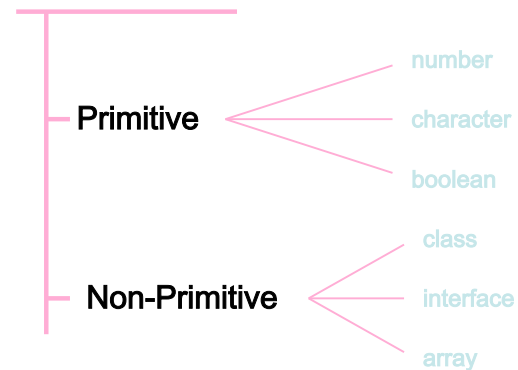 number
Primitive
character
boolean
class
Non-Primitive
interface
array